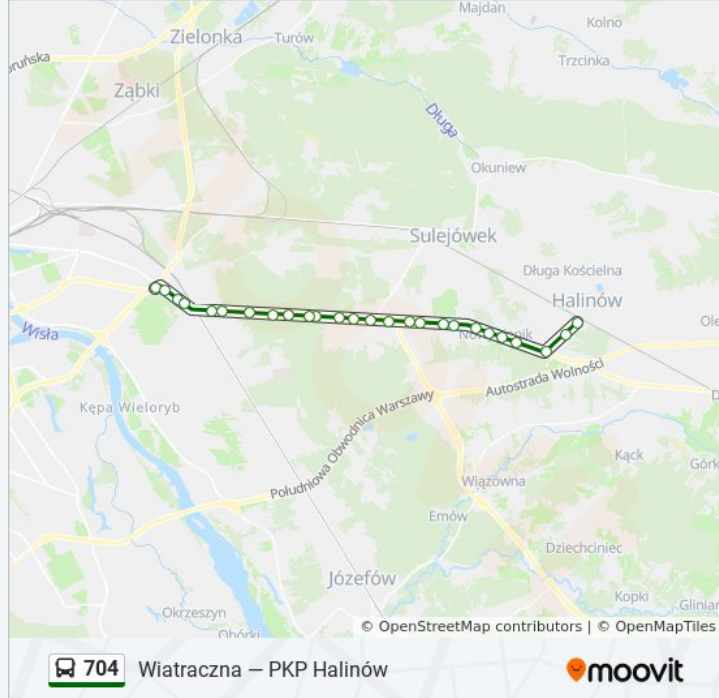 Majdan
Kolno
Zielonka
Turów
Trzcinka
Ząbki
Długa
Okuniew
Sulejówek
Długa Kościelna
Halinów
Wisła
Autostrada Wolności
Kępa Wieloryb
Południowa Obwodnica Warszawy
Kąck
Wiązowna
Emów
Dziechciniec
Józefów
Kopki
Okrzeszyn
© OpenStreetMap contributors | © OpenMapTiles
704 Wiatraczna — PKP Halinów
moovit